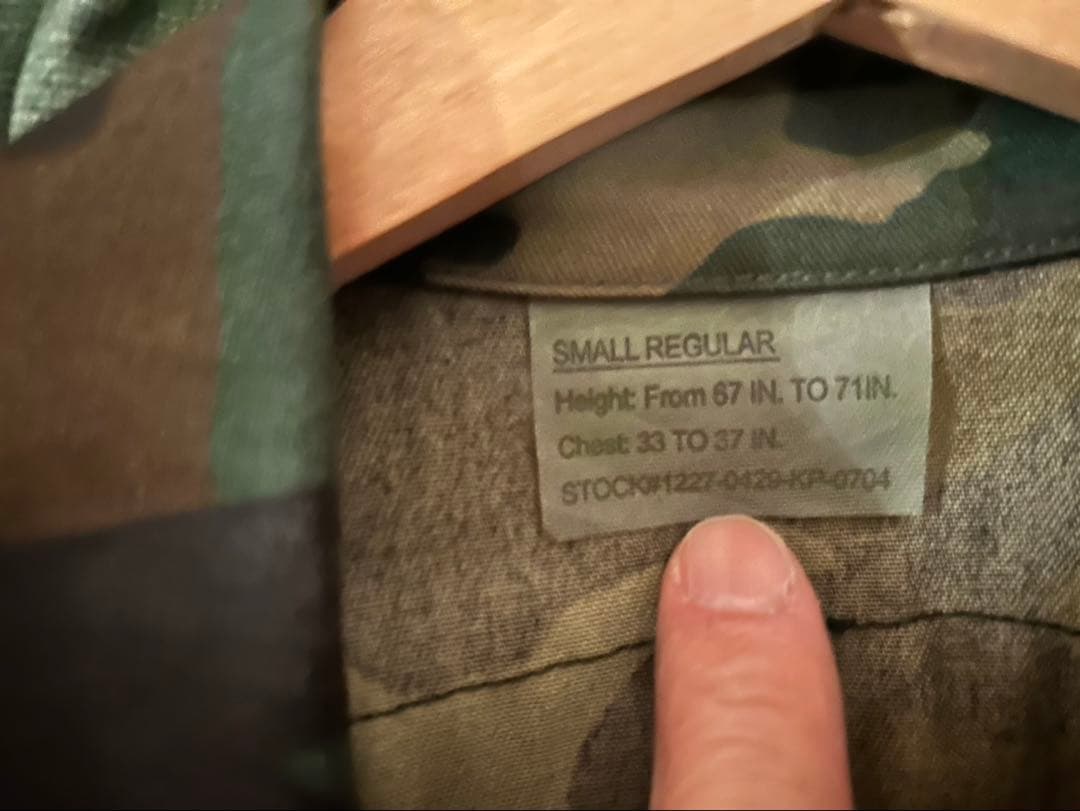 SMALL REGULAR
Height: From 67 IN. TO 71IN.
Chest: 33 TO 37 IN.
STOCK#1227-0429-KP-0704